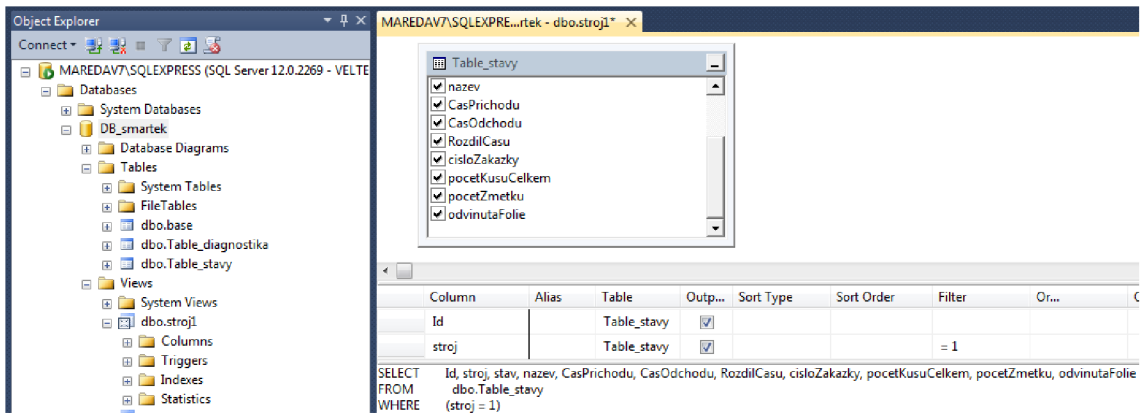 Object Explorer
Connect
MAREDAV7\SQLEXPRESS (SQL Server 12.0.2269 - VELTE
Databases
System Databases
DB_smartek
Database Diagrams
Tables
System Tables
FileTables
dbo.base
dbo.Table_diagnostika
dbo.Table_stavy
Views
System Views
dbo.stroj1
Columns
Triggers
Indexes
Statistics
MAREDAV7\SQLEXPRE...rtek - dbo.stroj1*
Table_stavy
nazev
CasPrichodu
CasOdchodu
RozdilCasu
cisloZakazky
pocetKusuCelkem
pocetZmetku
odvinutaFolie
Column Alias Table Outp... Sort Type Sort Order Filter Or...
Id Table_stavy
stroj Table_stavy = 1
SELECT Id, stroj, stav, nazev, CasPrichodu, CasOdchodu, RozdilCasu, cisloZakazky, pocetKusuCelkem, pocetZmetku, odvinutaFolie
FROM dbo.Table_stavy
WHERE (stroj = 1)